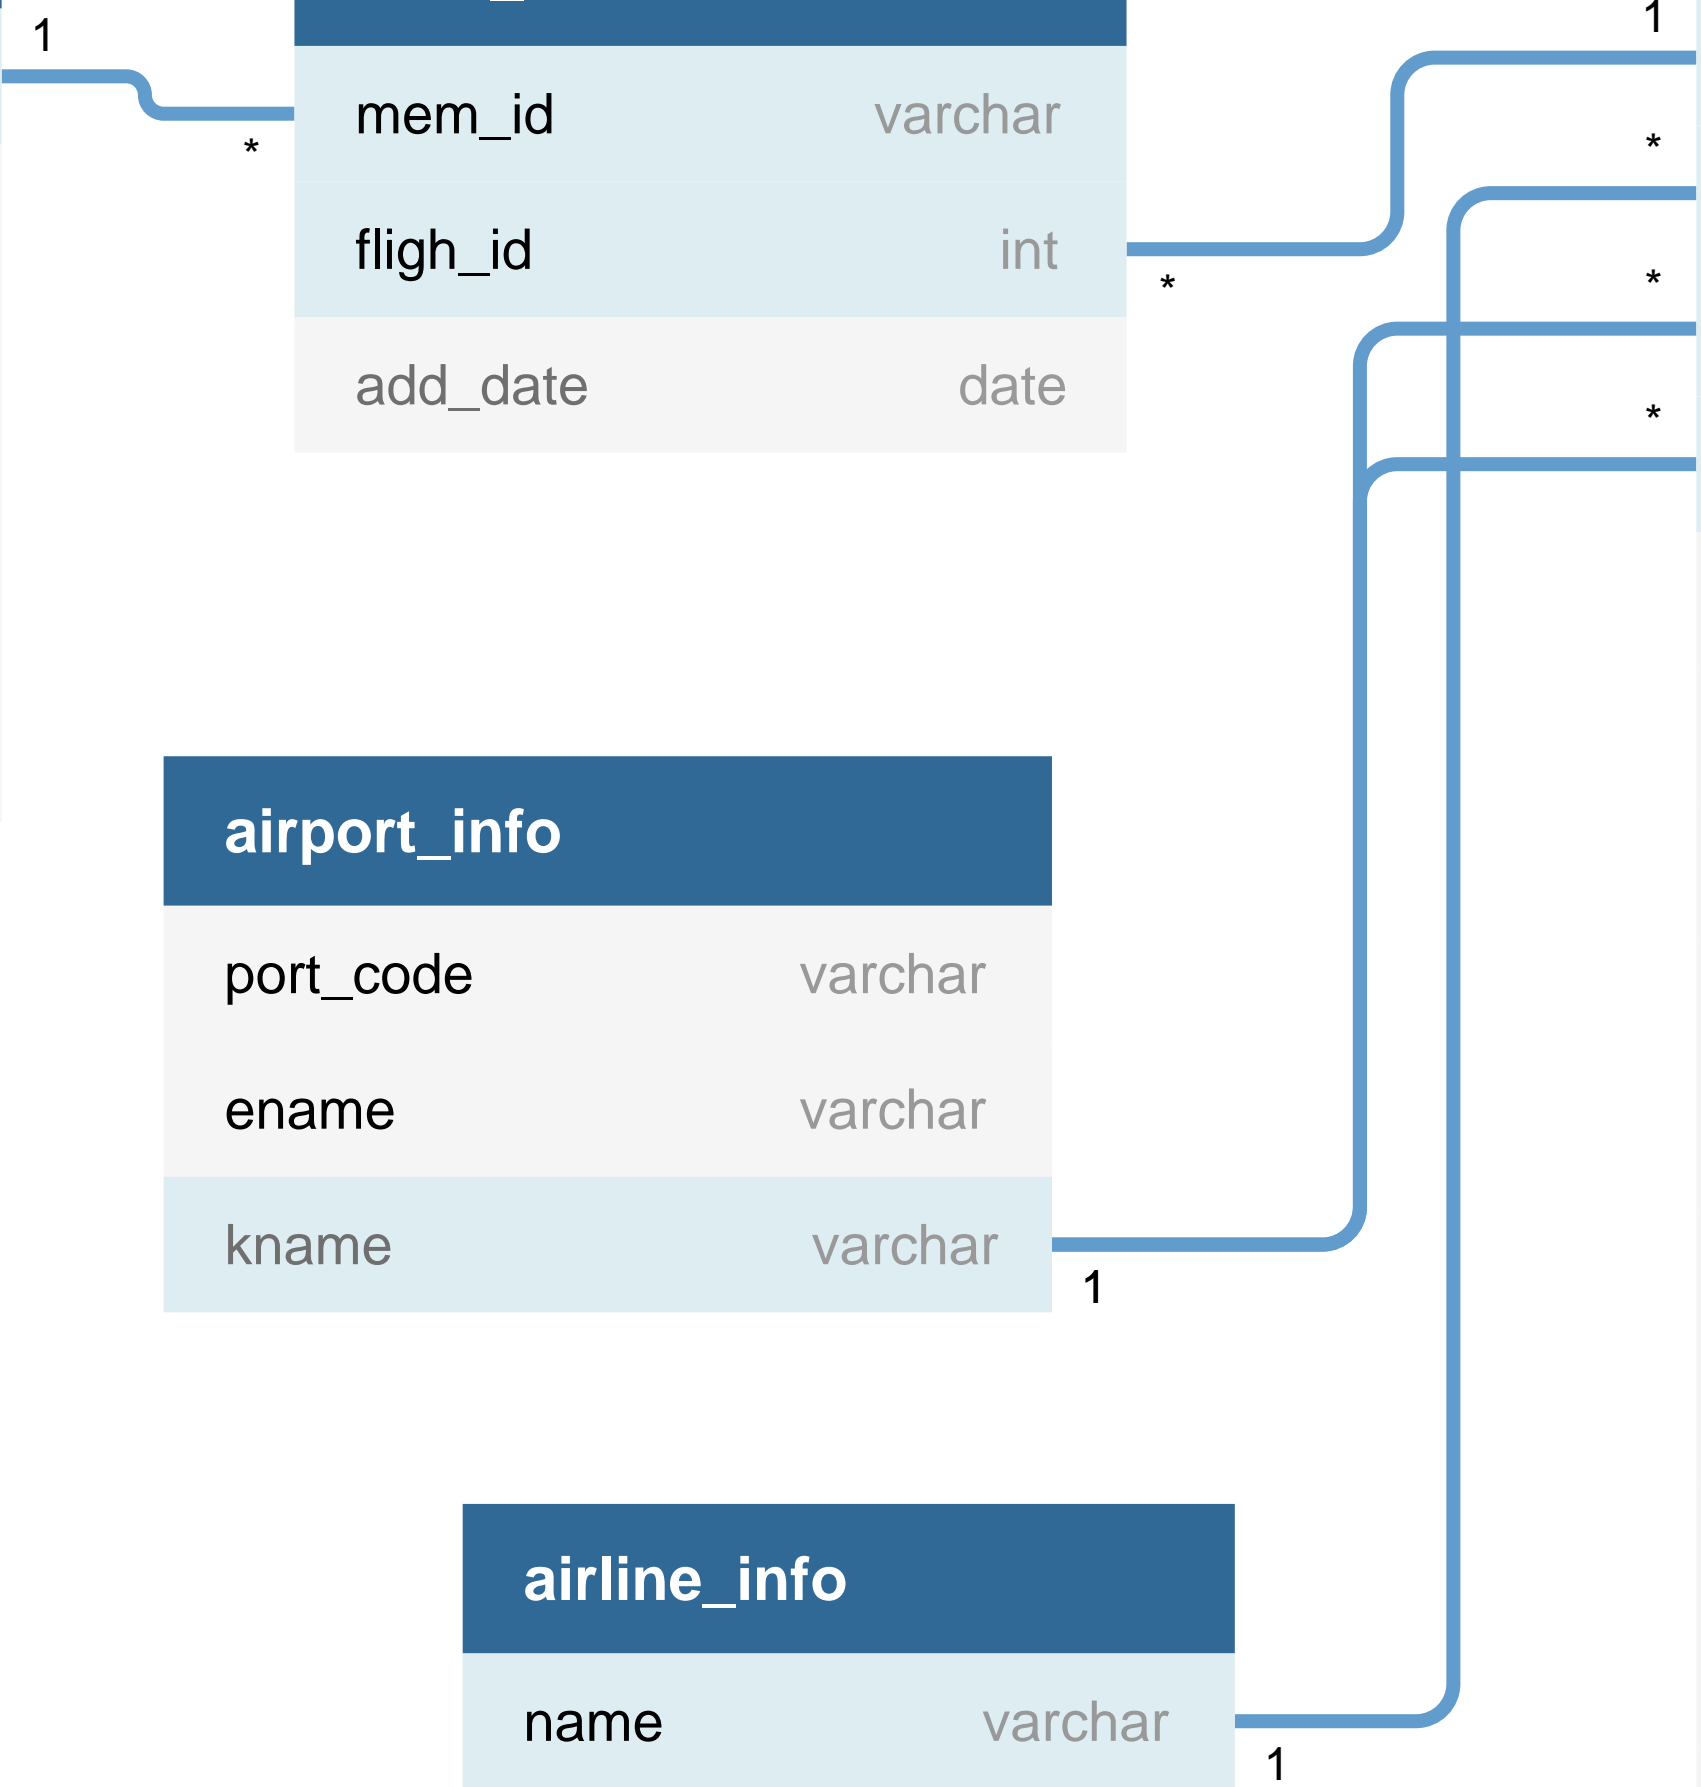 1
1
mem_id varchar
*
*
fligh_id int
*
*
add_date date
*
airport_info
port_code varchar
ename varchar
kname varchar
1
airline_info
name varchar
1